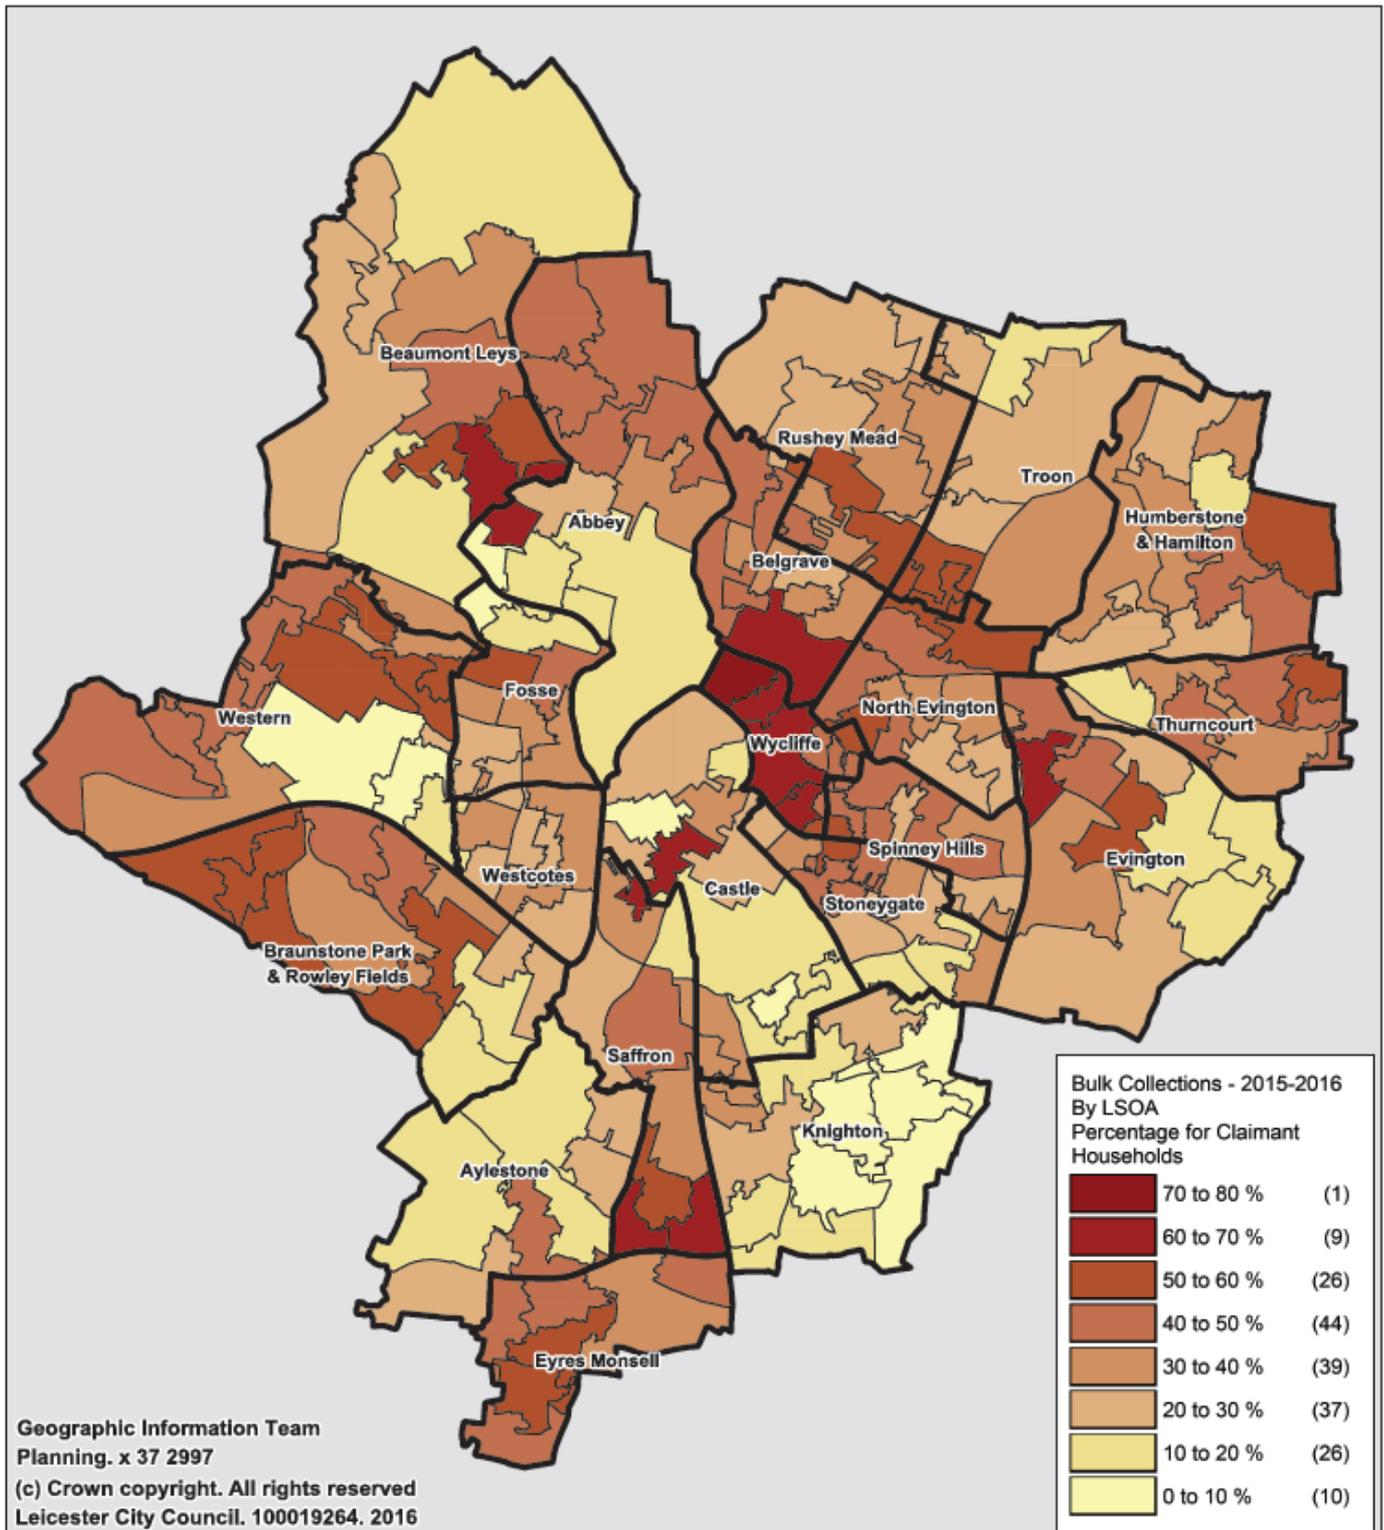 Beaumont Leys
Rushey Mead
Troon
Abbey
Humberstone
& Hamilton
Belgrave
Fosse
North Evington
Western
Thurncourt
Wycliffe
Spinney Hills
Evington
Westcotes
Castle
Stoneygate
Braunstone Park
& Rowley Fields
Saffron
Knighton
Aylestone
Eyres Monsell
Bulk Collections - 2015-2016
By LSOA
Percentage for Claimant
Households
70 to 80 % (1)
60 to 70 % (9)
50 to 60 % (26)
40 to 50 % (44)
30 to 40 % (39)
20 to 30 % (37)
10 to 20 % (26)
0 to 10 % (10)
Geographic Information Team
Planning. x 37 2997
(c) Crown copyright. All rights reserved
Leicester City Council. 100019264. 2016